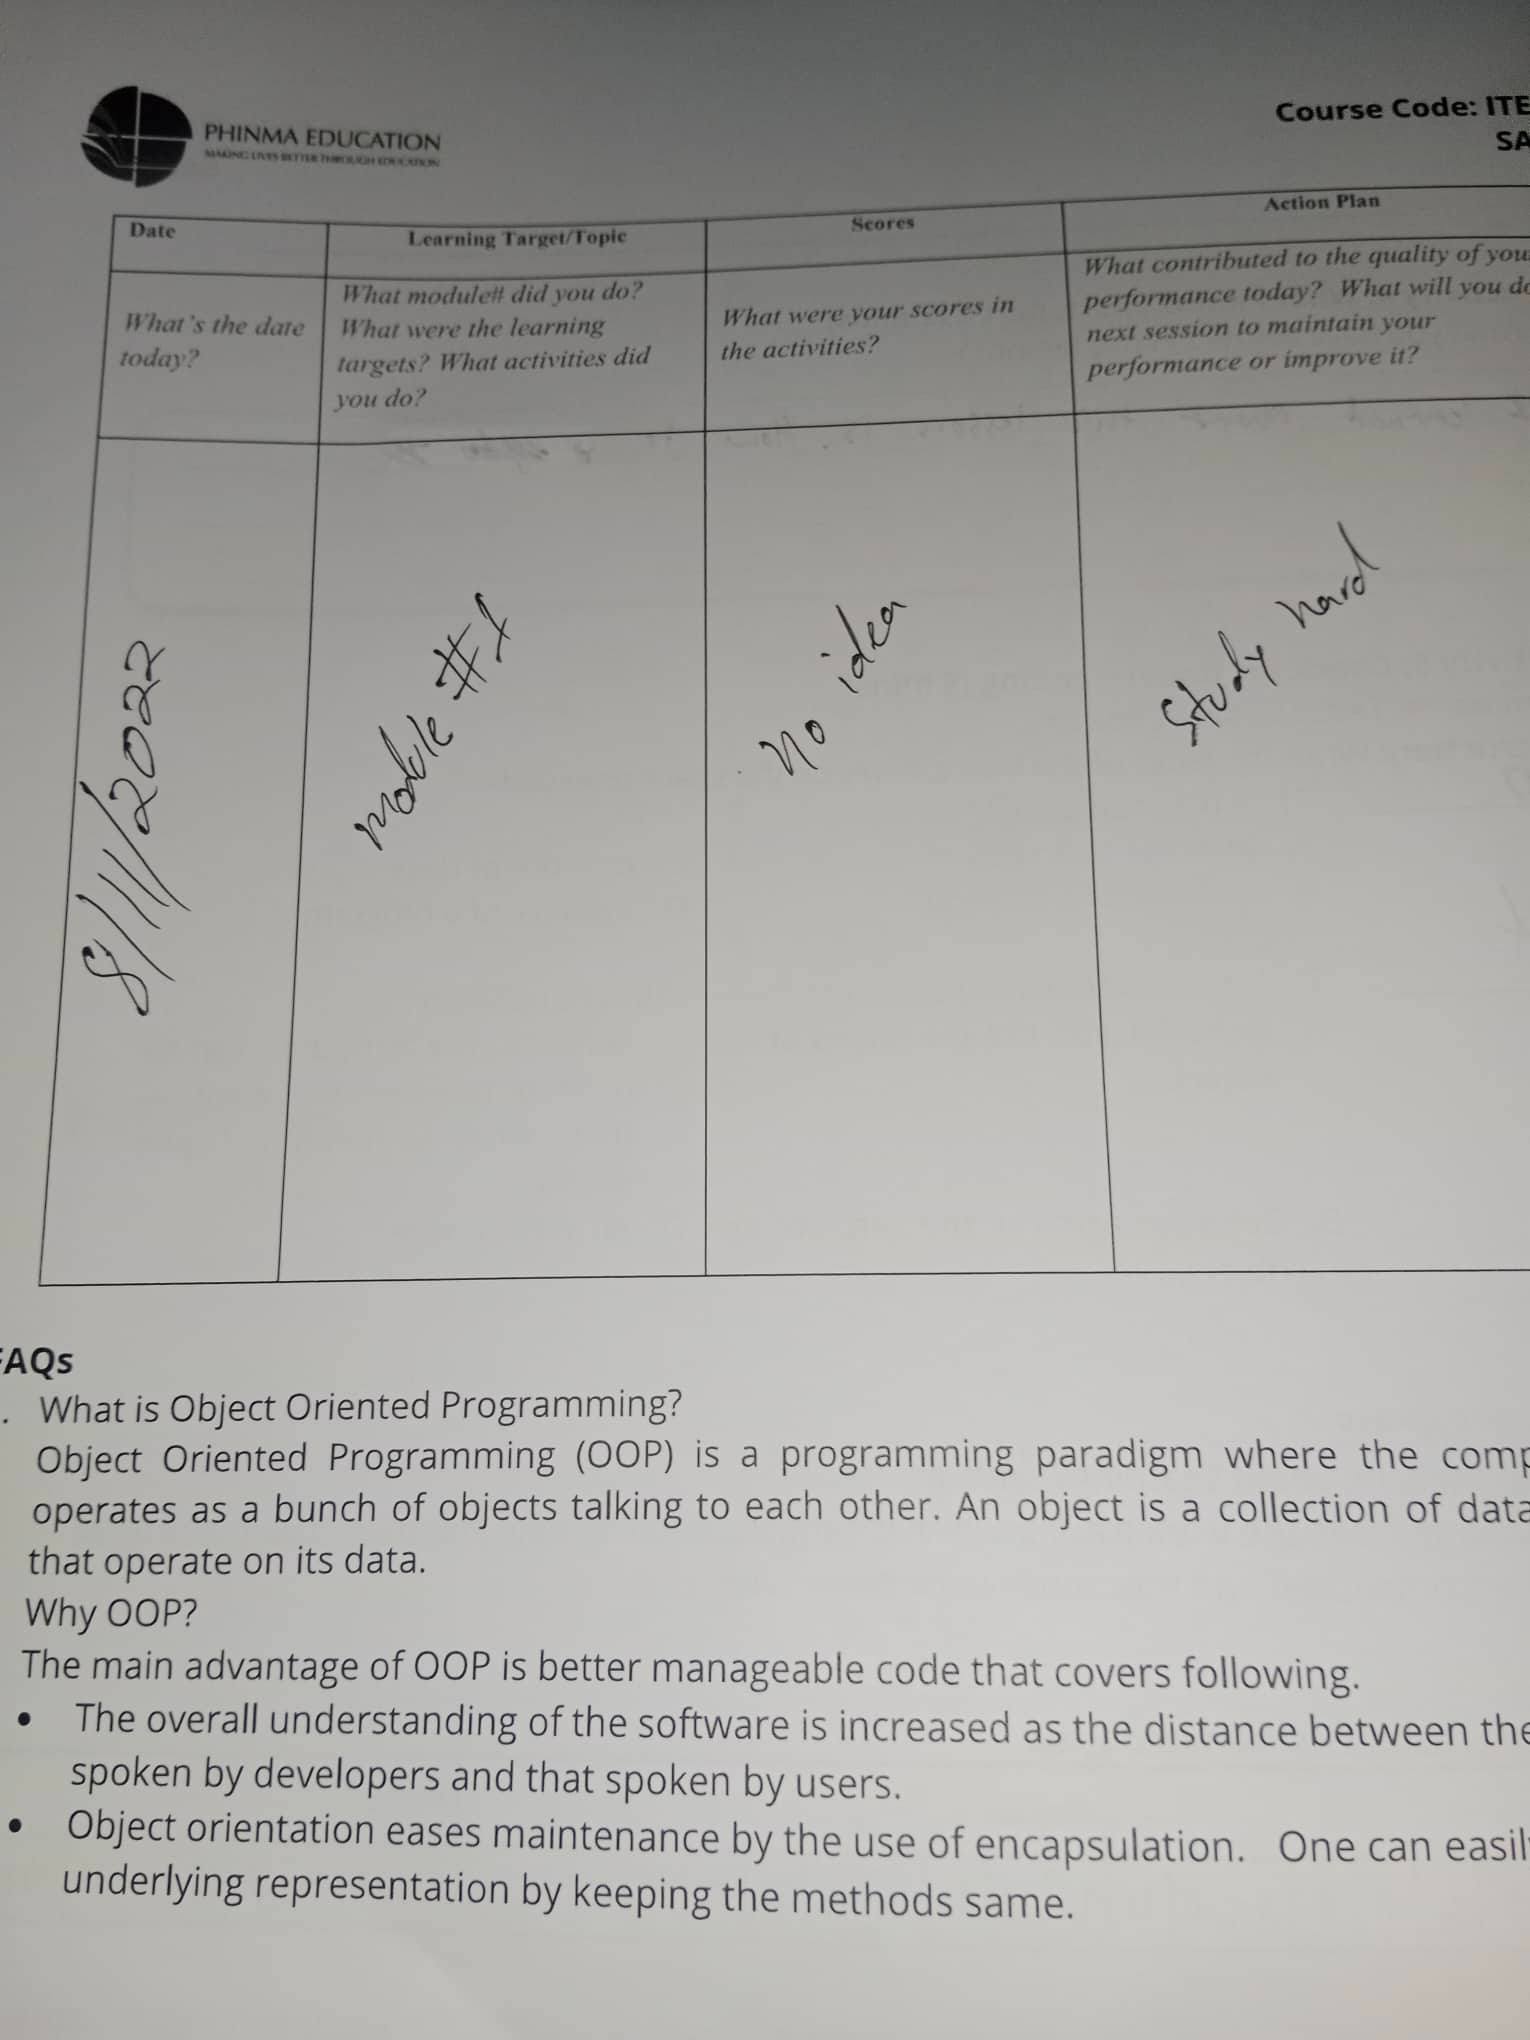 PHINMA EDUCATION
MAKING LIVES BETTER THROUGH EDUCATION
Course Code: ITE
SA
Date
Learning Target/Topic
Scores
Action Plan
What's the date
today?
What module# did you do?
What were the learning
targets? What activities did
you do?
What were your scores in
the activities?
What contributed to the quality of you
performance today? What will you do
next session to maintain your
performance or improve it?
8/11/2022
module #1
no idea
Study hard
FAQs
. What is Object Oriented Programming?
Object Oriented Programming (OOP) is a programming paradigm where the comp
operates as a bunch of objects talking to each other. An object is a collection of data
that operate on its data.
Why OOP?
The main advantage of OOP is better manageable code that covers following.
• The overall understanding of the software is increased as the distance between the
spoken by developers and that spoken by users.
• Object orientation eases maintenance by the use of encapsulation. One can easil
underlying representation by keeping the methods same.